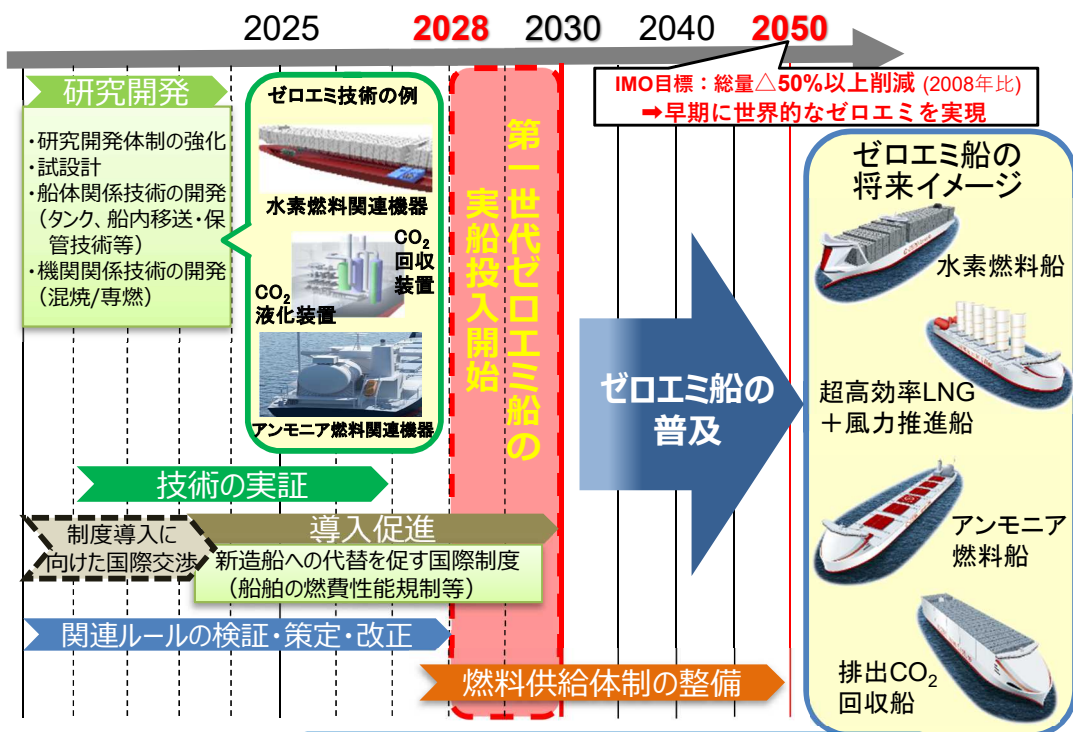 2025
2028
2030
2040
2050
IMO目標：総量△50%以上削減 (2008年比)
➡早期に世界的なゼロエミを実現
研究開発
・研究開発体制の強化
・試設計
・船体関係技術の開発
（タンク、船内移送・保
管技術等）
・機関関係技術の開発
（混焼/専燃）
ゼロエミ技術の例
水素燃料関連機器
CO₂
回収
装置
CO₂
液化装置
アンモニア燃料関連機器
第一世代ゼロエミ船の
実船投入開始
ゼロエミ船の
普及
ゼロエミ船の
将来イメージ
水素燃料船
超高効率LNG
＋風力推進船
アンモニア
燃料船
排出CO₂
回収船
技術の実証
制度導入に
向けた国際交渉
導入促進
新造船への代替を促す国際制度
（船舶の燃費性能規制等）
関連ルールの検証・策定・改正
燃料供給体制の整備